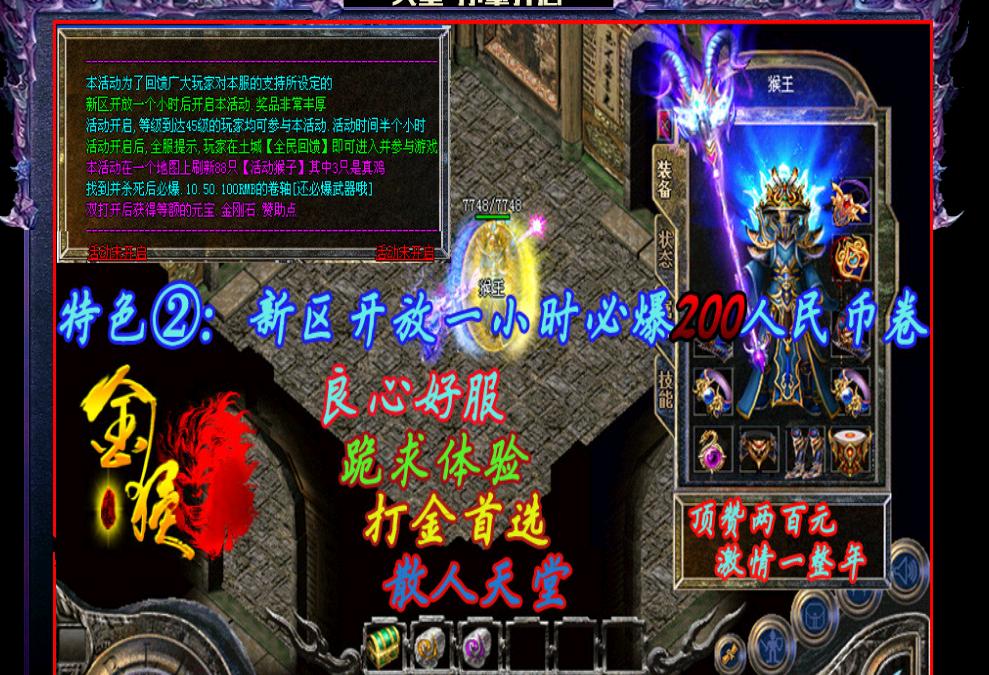 本活动为了回馈广大玩家对本服的支持所设定的
新区开放一个小时后开启本活动.奖品非常丰厚
活动开启,等级到达45级的玩家均可参与本活动.活动时间半个小时
活动开启后,全服提示,玩家在土城【全民回馈】即可进入并参与游戏
本活动在一个地图上刷新88只【活动猴子】其中3只是真鸡
找到并杀死后必爆.10.50.100RMB的卷轴[还必爆武器哦]
双打开后获得等额的元宝.金刚石.赞助点
活动未开启
活动未开启
猴王
装备
状态
技能
7748/7748
猴王
特色②：新区开放一小时必爆200人民币卷
金猴
良心好服
跪求体验
打金首选
散人天堂
顶赞两百元
激情一整年